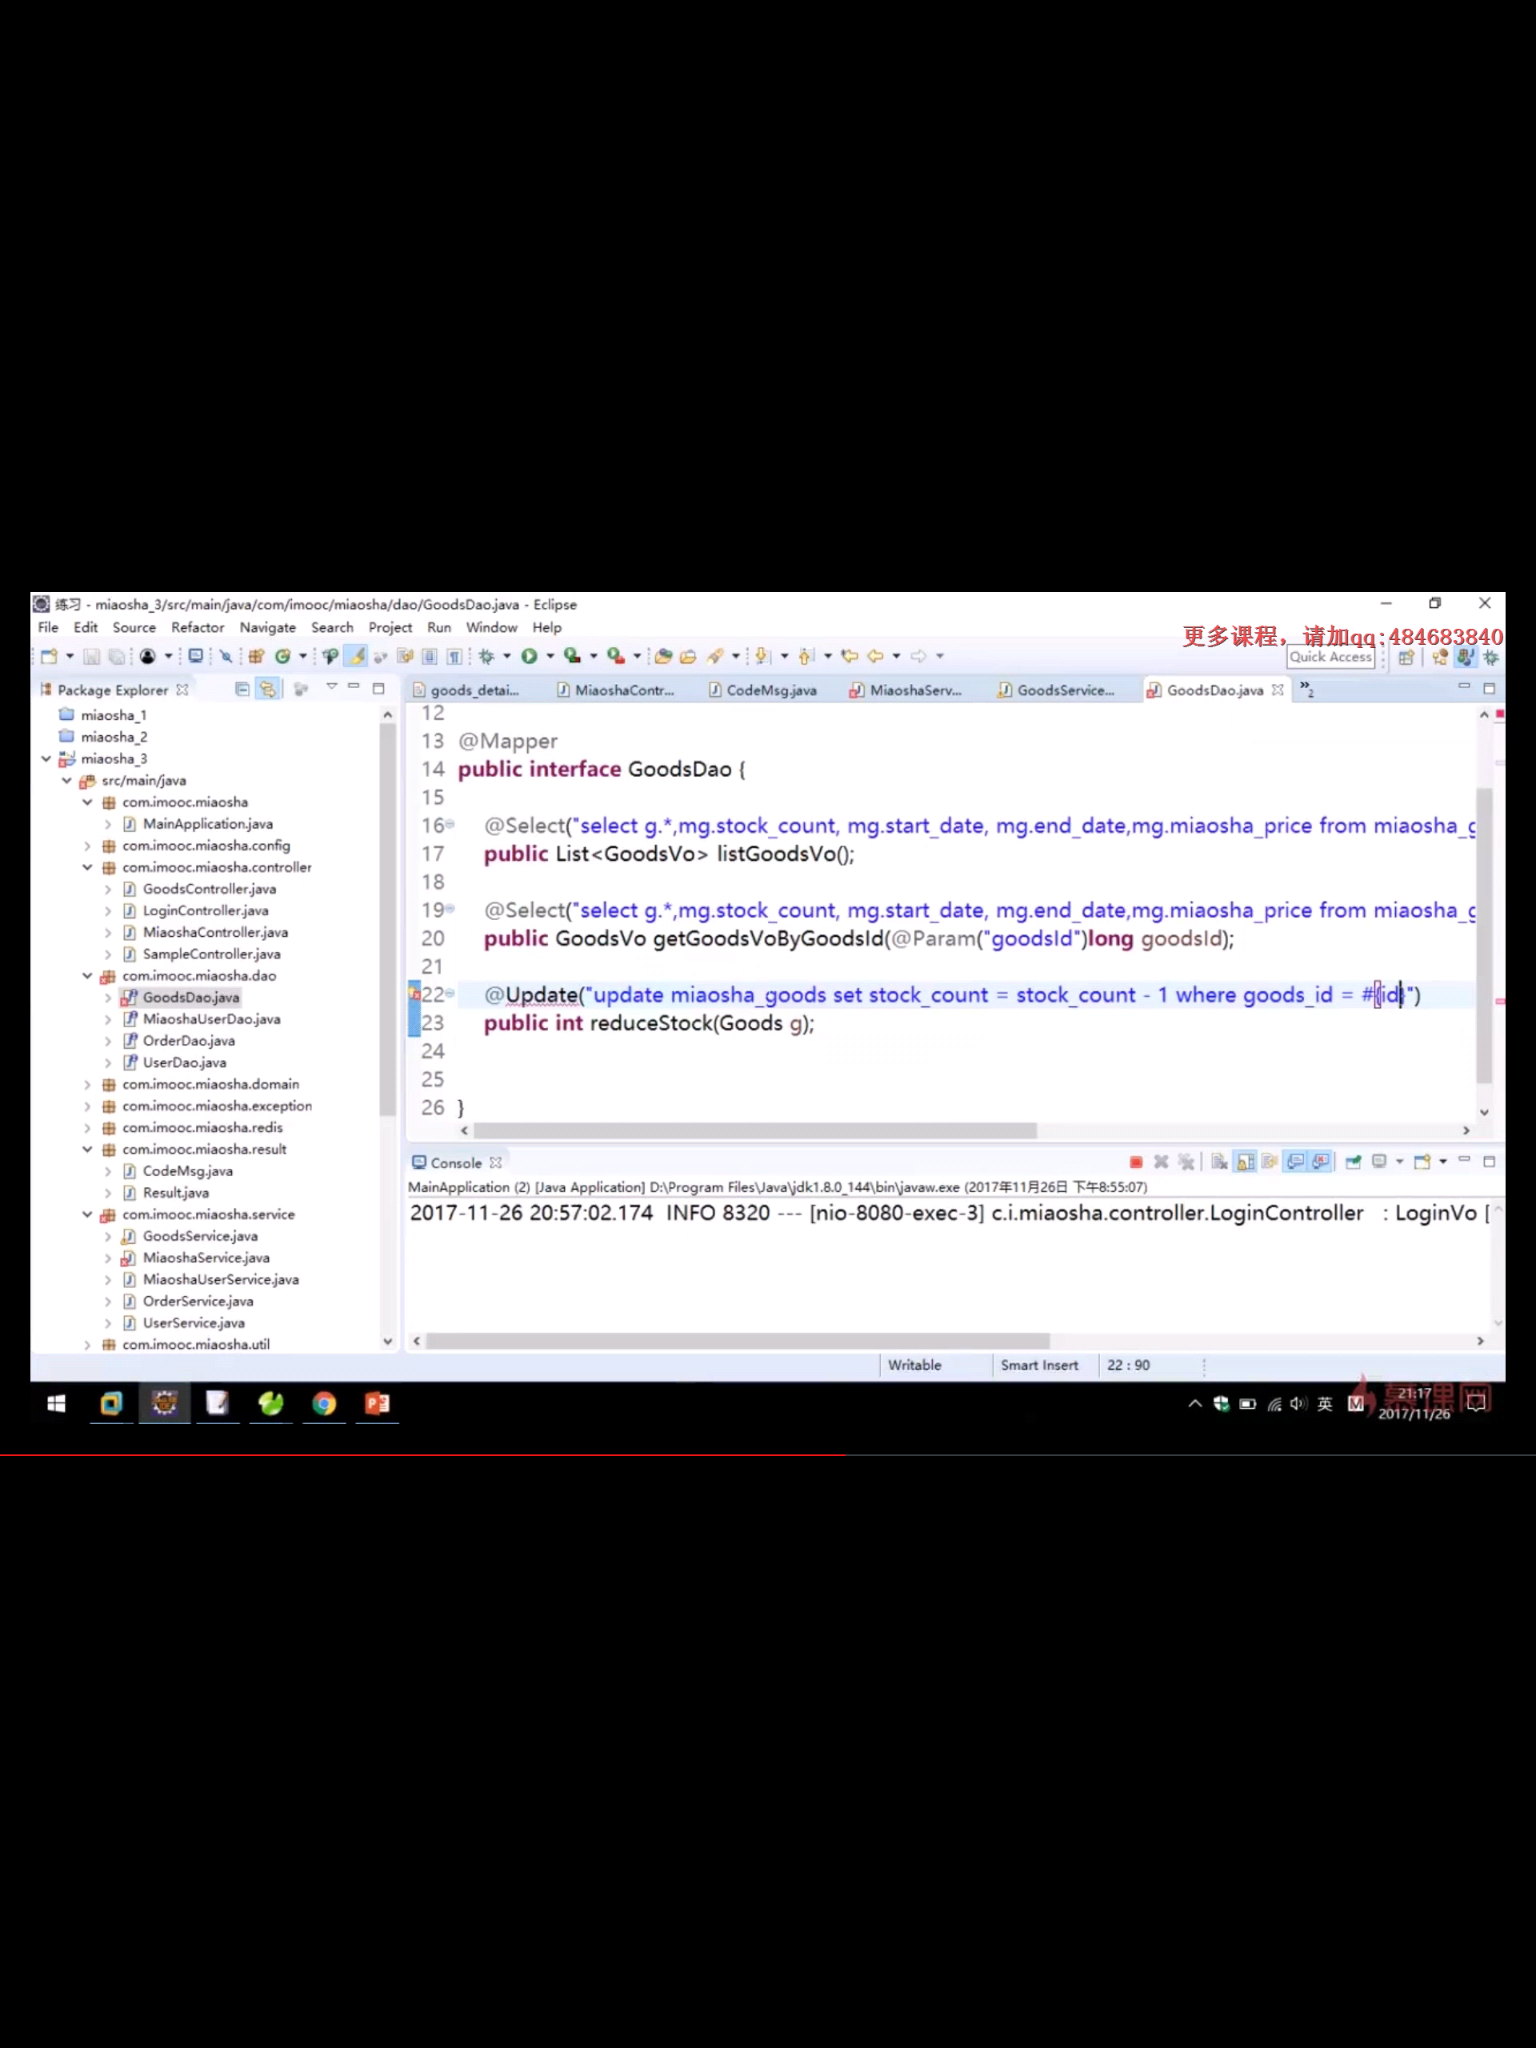 练习 - miaosha_3/src/main/java/com/imooc/miaosha/dao/GoodsDao.java - Eclipse
File Edit Source Refactor Navigate Search Project Run Window Help
更多课程，请加qq:484683840
Quick Access
Package Explorer
miaosha_1
miaosha_2
miaosha_3
src/main/java
com.imooc.miaosha
MainApplication.java
com.imooc.miaosha.config
com.imooc.miaosha.controller
GoodsController.java
LoginController.java
MiaoshaController.java
SampleController.java
com.imooc.miaosha.dao
GoodsDao.java
MiaoshaUserDao.java
OrderDao.java
UserDao.java
com.imooc.miaosha.domain
com.imooc.miaosha.exception
com.imooc.miaosha.redis
com.imooc.miaosha.result
CodeMsg.java
Result.java
com.imooc.miaosha.service
GoodsService.java
MiaoshaService.java
MiaoshaUserService.java
OrderService.java
UserService.java
com.imooc.miaosha.util
goods_detai... MiaoshaContr... CodeMsg.java MiaoshaServ... GoodsService... GoodsDao.java »2
12
13 @Mapper
14 public interface GoodsDao {
15
16 @Select("select g.*,mg.stock_count, mg.start_date, mg.end_date,mg.miaosha_price from miaosha_g
17 public List<GoodsVo> listGoodsVo();
18
19 @Select("select g.*,mg.stock_count, mg.start_date, mg.end_date,mg.miaosha_price from miaosha_g
20 public GoodsVo getGoodsVoByGoodsId(@Param("goodsId")long goodsId);
21
22 @Update("update miaosha_goods set stock_count = stock_count - 1 where goods_id = #{id}")
23 public int reduceStock(Goods g);
24
25
26 }
Console
MainApplication (2) [Java Application] D:\Program Files\Java\jdk1.8.0_144\bin\javaw.exe (2017年11月26日 下午8:55:07)
2017-11-26 20:57:02.174 INFO 8320 --- [nio-8080-exec-3] c.i.miaosha.controller.LoginController : LoginVo [
Writable Smart Insert 22 : 90
英
慕课网
21:17
2017/11/26